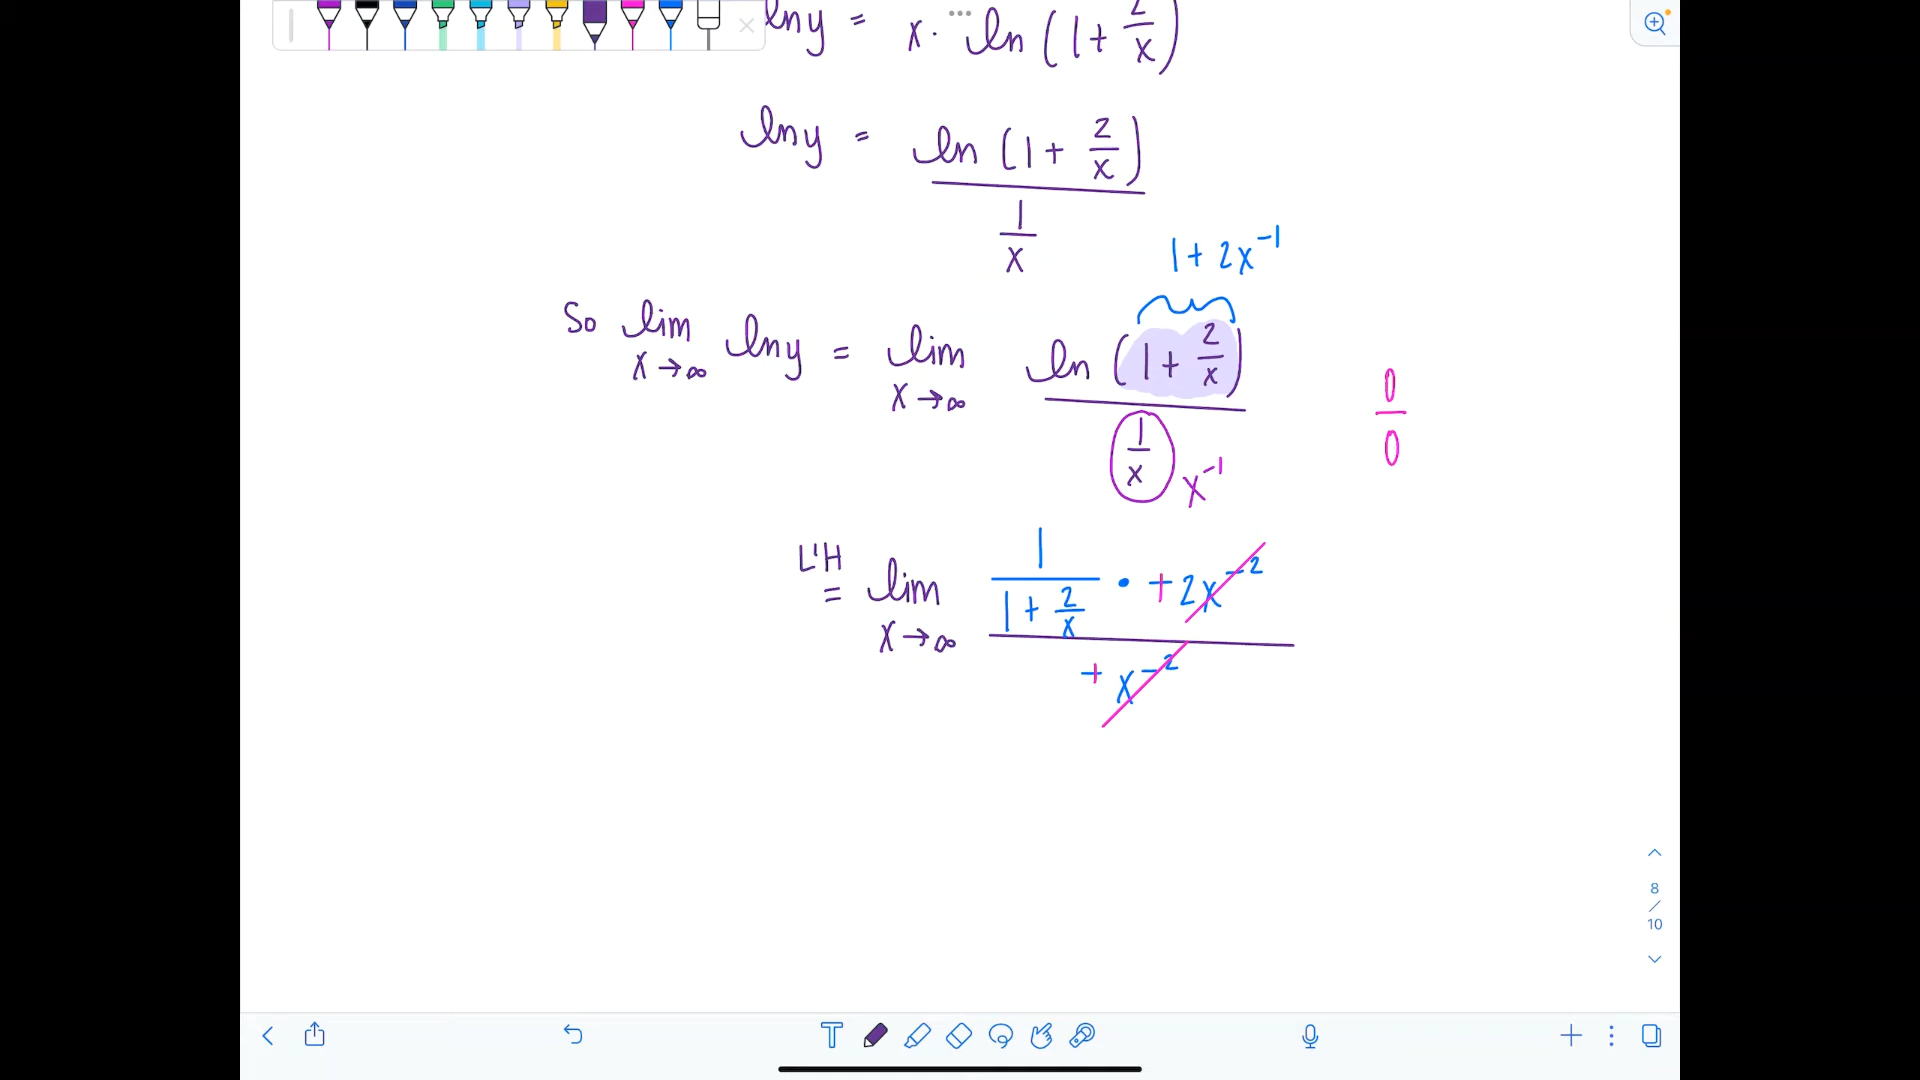 ln y = x · ln (1 + 2/x)
ln y = ln (1 + 2/x) / (1/x)
1 + 2x⁻¹
So lim x→∞ ln y = lim x→∞ ln (1 + 2/x) / (1/x)
x⁻¹
0/0
L'H = lim x→∞ (1/(1 + 2/x) · + 2x⁻²) / (+ x⁻²)
8
/
10
T